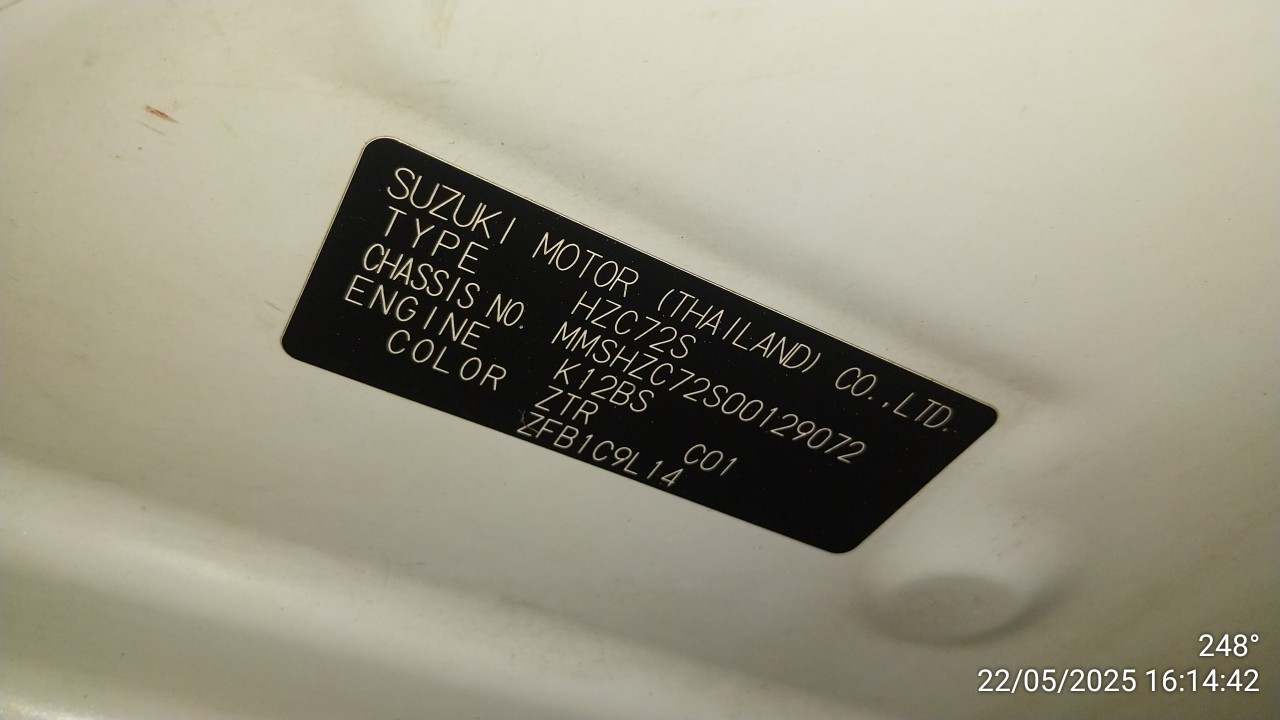 SUZUKI MOTOR (THAILAND) CO.,LTD.
TYPE HZC72S
CHASSIS NO. MMSHZC72S00129072
ENGINE K12BS
COLOR ZTR C01
ZFB1C9L14
248°
22/05/2025 16:14:42